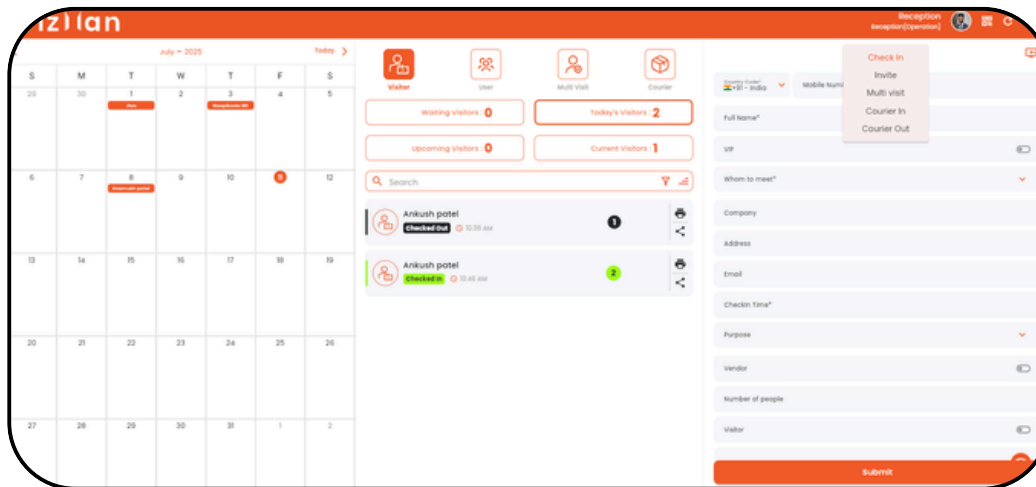 Reception
Reception(Operation)
July - 2025
Today
S M T W T F S
29 30 1 2 3 4 5
6 7 8 9 10 11 12
13 14 15 16 17 18 19
20 21 22 23 24 25 26
27 28 29 30 31 1 2
Visitor
User
Multi Visit
Courier
Waiting Visitors : 0
Today's Visitors : 2
Upcoming Visitors : 0
Current Visitors : 1
Search
Ankush patel
Checked Out
1
Ankush patel
Checked In 10:46 AM
2
Check In
Invite
Multi visit
Courier In
Courier Out
Country Code*
+91 - India
Mobile Num
Full Name*
VIP
Whom to meet*
Company
Address
Email
Checkin Time*
Purpose
Vendor
Number of people
Visitor
Submit